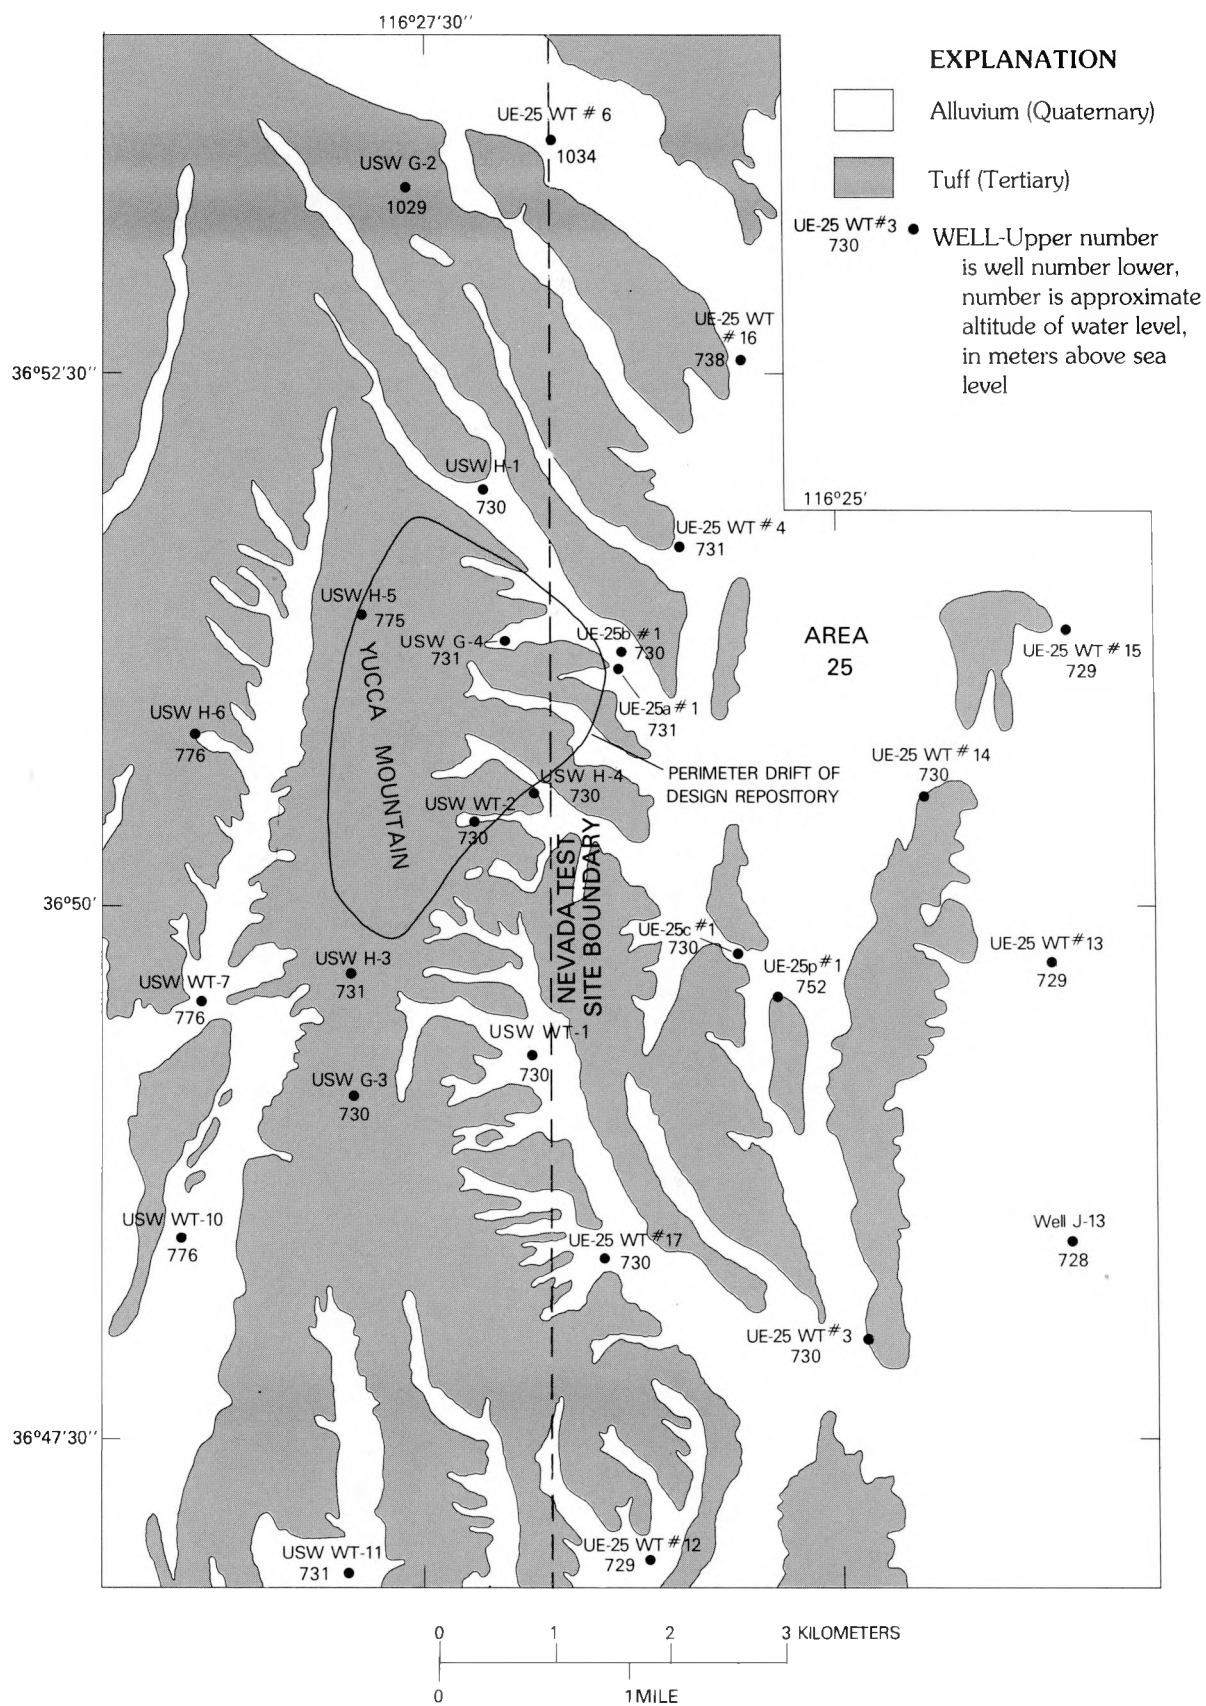 116°27'30''
EXPLANATION
Alluvium (Quaternary)
Tuff (Tertiary)
UE-25 WT#3
730
WELL-Upper number
is well number lower,
number is approximate
altitude of water level,
in meters above sea
level
UE-25 WT # 6
1034
USW G-2
1029
UE-25 WT
# 16
738
36°52'30''
USW H-1
730
116°25'
UE-25 WT # 4
731
USW H-5
775
USW G-4
731
UE-25b # 1
730
AREA
25
UE-25 WT # 15
729
UE-25a # 1
731
USW H-6
776
YUCCA MOUNTAIN
UE-25 WT # 14
730
PERIMETER DRIFT OF
DESIGN REPOSITORY
USW H-4
730
USW WT-2
730
NEVADA TEST
SITE BOUNDARY
36°50'
UE-25c # 1
730
UE-25p # 1
752
UE-25 WT #13
729
USW H-3
731
USW WT-7
776
USW WT-1
730
USW G-3
730
USW WT-10
776
UE-25 WT #17
730
Well J-13
728
UE-25 WT # 3
730
36°47'30''
USW WT-11
731
UE-25 WT # 12
729
0 1 2 3 KILOMETERS
0 1 MILE